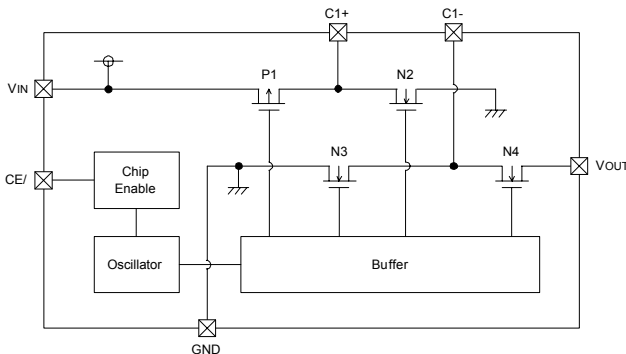 C1+ C1-
VIN
P1 N2
N3 N4
VOUT
CE/
Chip
Enable
Oscillator
Buffer
GND